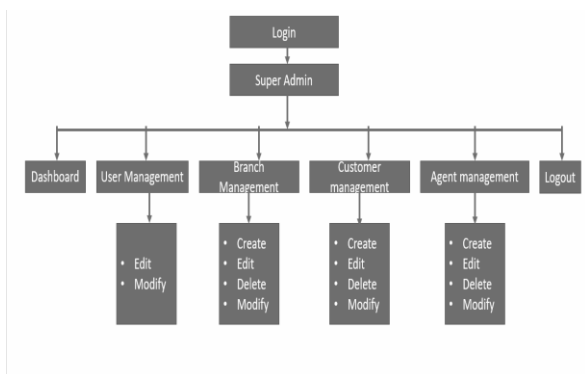 Login
Super Admin
Dashboard
User Management
Branch
Management
Customer
management
Agent management
Logout
• Edit
• Modify
• Create
• Edit
• Delete
• Modify
• Create
• Edit
• Delete
• Modify
• Create
• Edit
• Delete
• Modify